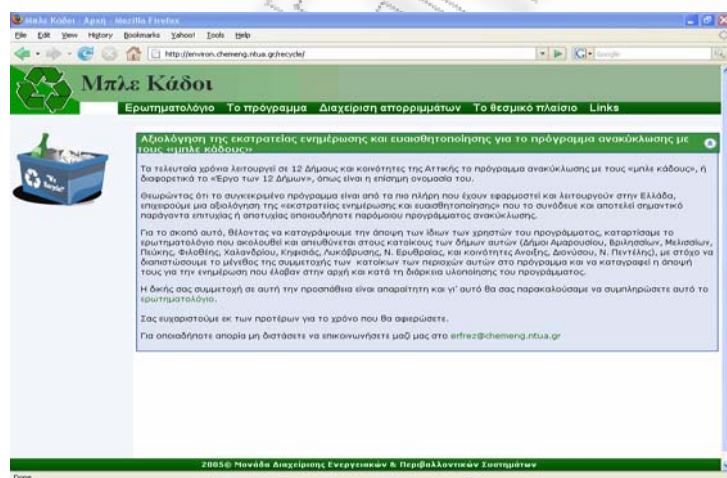 Μπλε Κάδοι - Αρχή - Mozilla Firefox
File Edit View History Bookmarks Yahoo! Tools Help
http://environ.chemeng.ntua.gr/recycle/
Google
Μπλε Κάδοι
Ερωτηματολόγιο Το πρόγραμμα Διαχείριση απορριμμάτων Το θεσμικό πλαίσιο Links
Αξιολόγηση της εκστρατείας ενημέρωσης και ευαισθητοποίησης για το πρόγραμμα ανακύκλωσης με
τους «μπλε κάδους»
Τα τελευταία χρόνια λειτουργεί σε 12 Δήμους και κοινότητες της Αττικής το πρόγραμμα ανακύκλωσης με τους «μπλε κάδους», ή
διαφορετικά το «Έργο των 12 Δήμων», όπως είναι η επίσημη ονομασία του.
Θεωρώντας ότι το συγκεκριμένο πρόγραμμα είναι από τα πιο πλήρη που έχουν εφαρμοστεί και λειτουργούν στην Ελλάδα,
επιχειρούμε μια αξιολόγηση της «εκστρατείας ενημέρωσης και ευαισθητοποίησης» που το συνόδευε και αποτελεί σημαντικό
παράγοντα επιτυχίας ή αποτυχίας οποιουδήποτε παρόμοιου προγράμματος ανακύκλωσης.
Για το σκοπό αυτό, θέλοντας να καταγράψουμε την άποψη των ίδιων των χρηστών του προγράμματος, καταρτίσαμε το
ερωτηματολόγιο που ακολουθεί και απευθύνεται στους κατοίκους των δήμων αυτών (Δήμοι Αμαρουσίου, Βριλησσίων, Μελισσίων,
Πεύκης, Φιλοθέης, Χαλανδρίου, Κηφισιάς, Λυκόβρυσης, Ν. Ερυθραίας, και κοινότητες Άνοιξης, Διονύσου, Ν. Πεντέλης), με στόχο να
διαπιστώσουμε το μέγεθος της συμμετοχής των κατοίκων των περιοχών αυτών στο πρόγραμμα και να καταγραφεί η άποψή
τους για την ενημέρωση που έλαβαν στην αρχή και κατά τη διάρκεια υλοποίησης του προγράμματος.
Η δικής σας συμμετοχή σε αυτή την προσπάθεια είναι απαραίτητη και γι' αυτό θα σας παρακαλούσαμε να συμπληρώσετε αυτό το
ερωτηματολόγιο.
Σας ευχαριστούμε εκ των προτέρων για το χρόνο που θα αφιερώσετε.
Για οποιαδήποτε απορία μη διστάσετε να επικοινωνήσετε μαζί μας στο erfrez@chemeng.ntua.gr
2005© Μονάδα Διαχείρισης Ενεργειακών & Περιβαλλοντικών Συστημάτων
Done